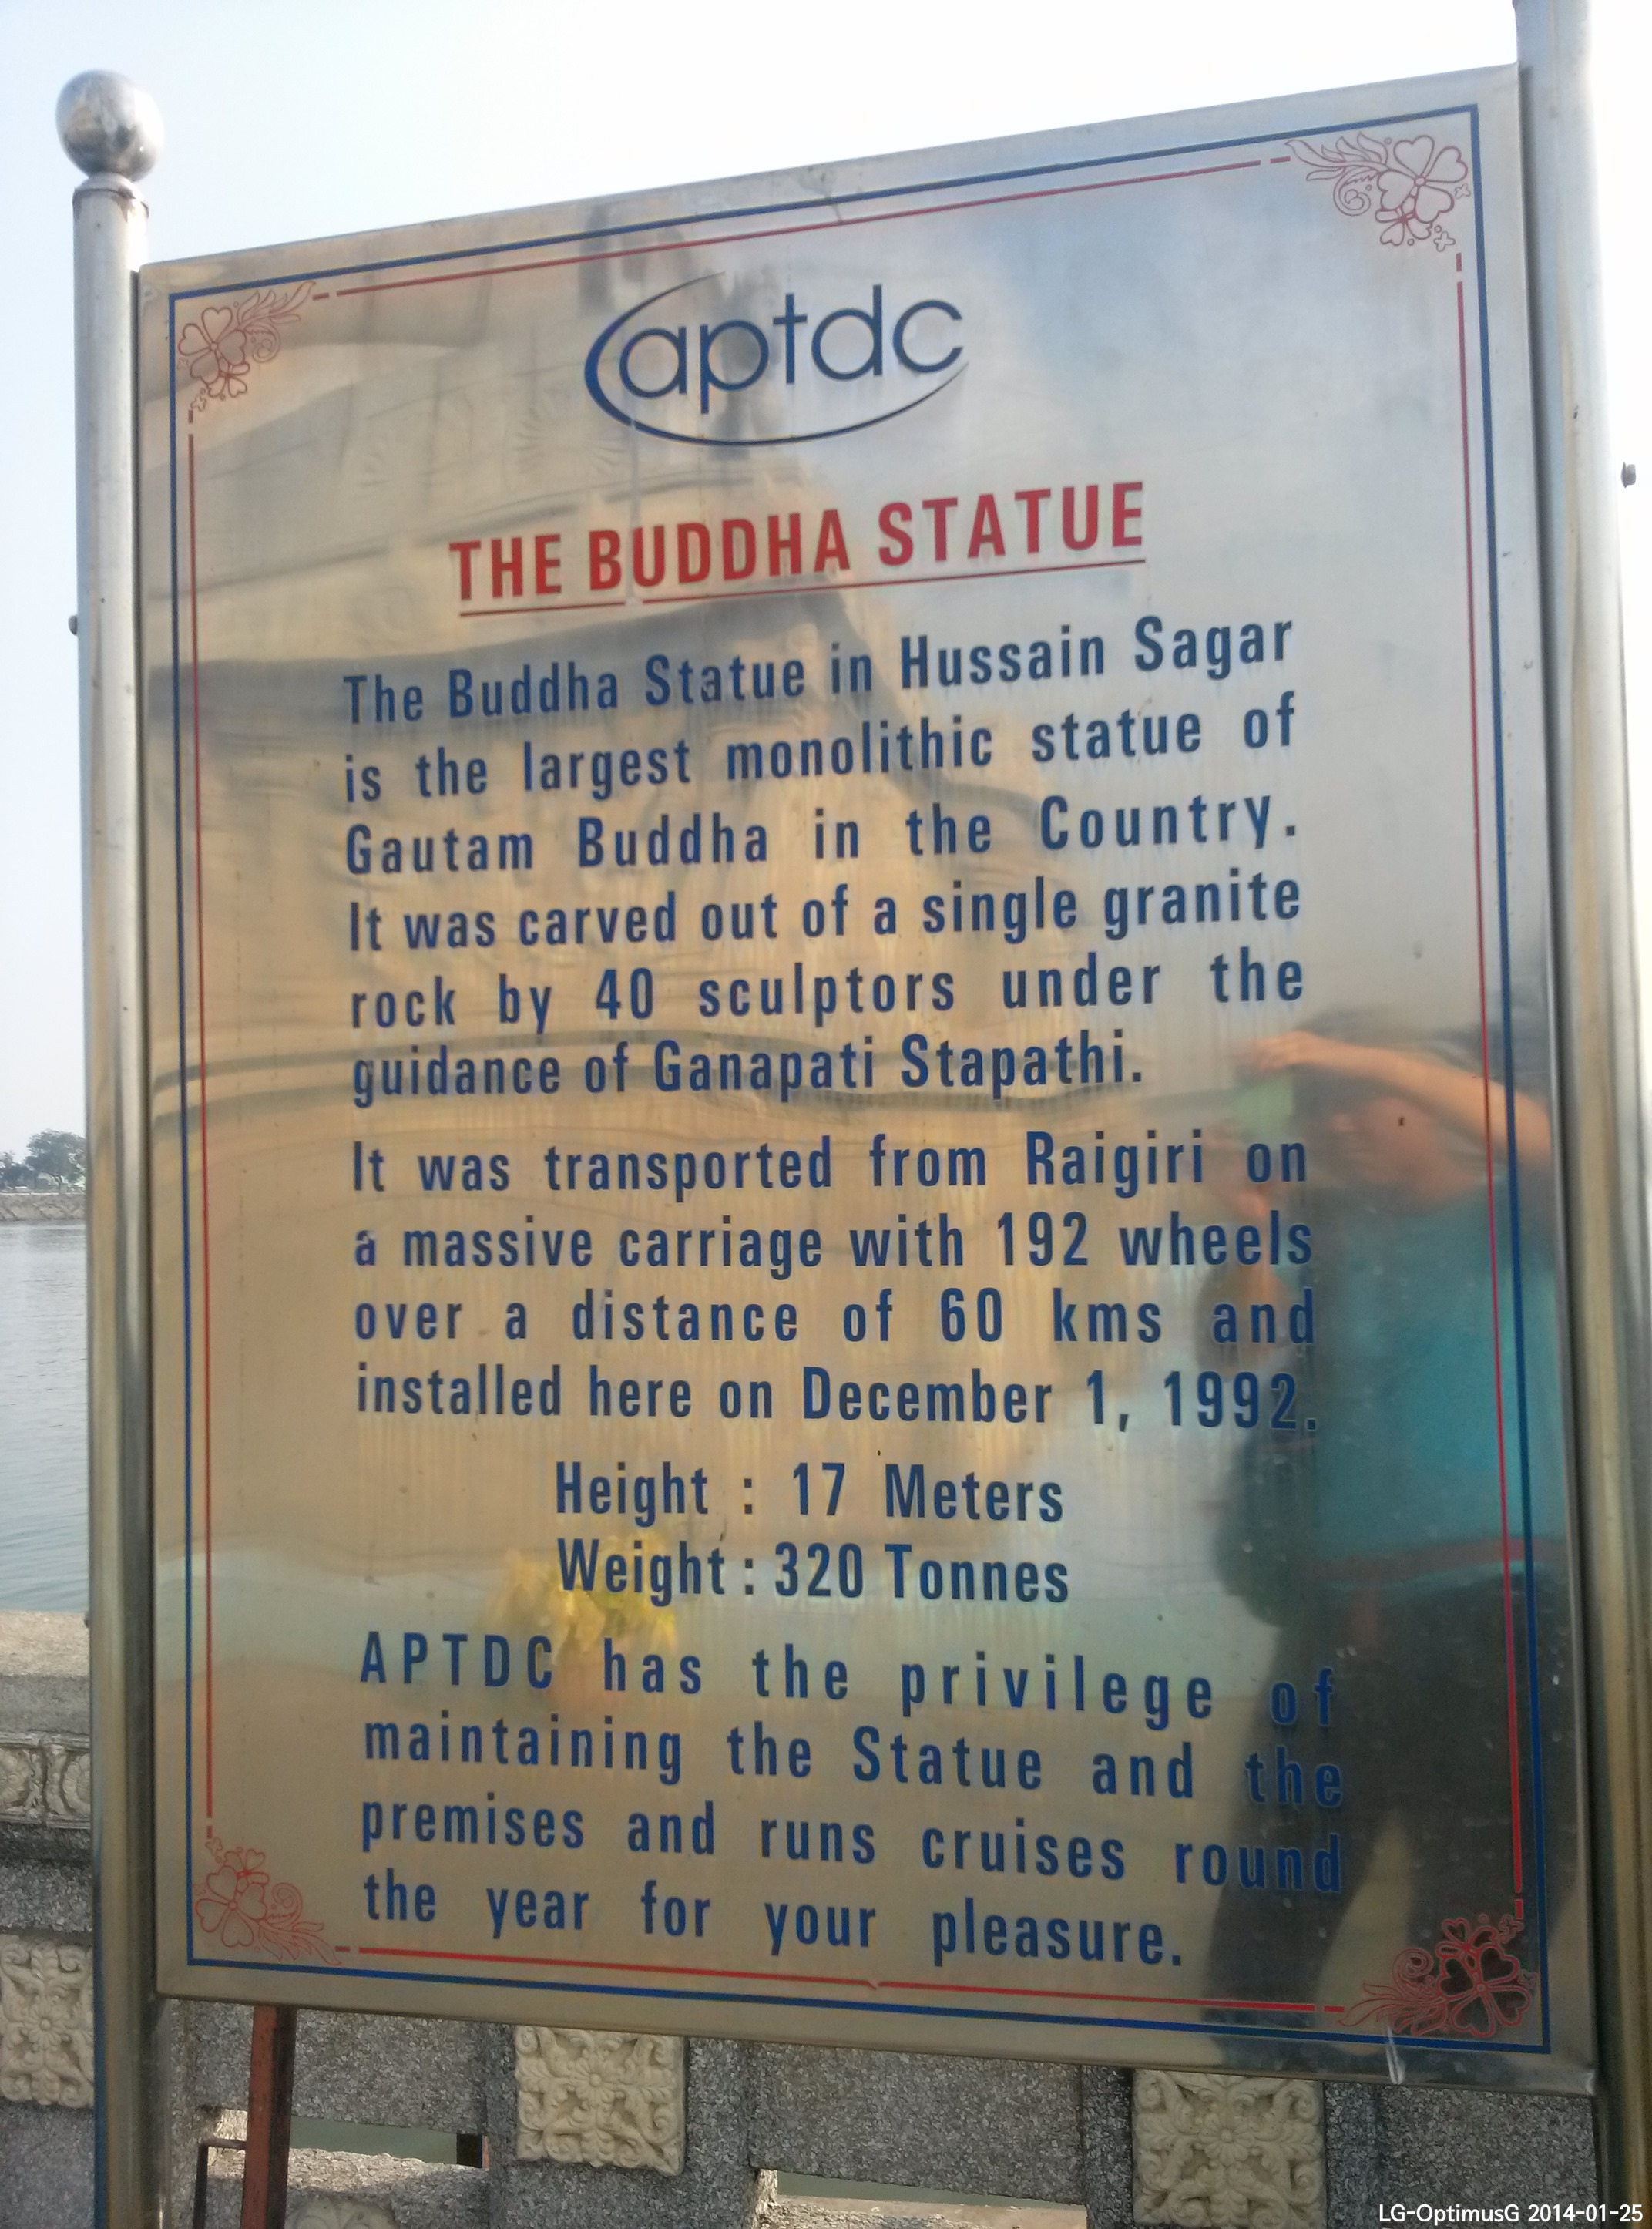 aptdc
THE BUDDHA STATUE
The Buddha Statue in Hussain Sagar
is the largest monolithic statue of
Gautam Buddha in the Country.
It was carved out of a single granite
rock by 40 sculptors under the
guidance of Ganapati Stapathi.
It was transported from Raigiri on
a massive carriage with 192 wheels
over a distance of 60 kms and
installed here on December 1, 1992.
Height : 17 Meters
Weight : 320 Tonnes
APTDC has the privilege of
maintaining the Statue and the
premises and runs cruises round
the year for your pleasure.
LG-OptimusG 2014-01-25